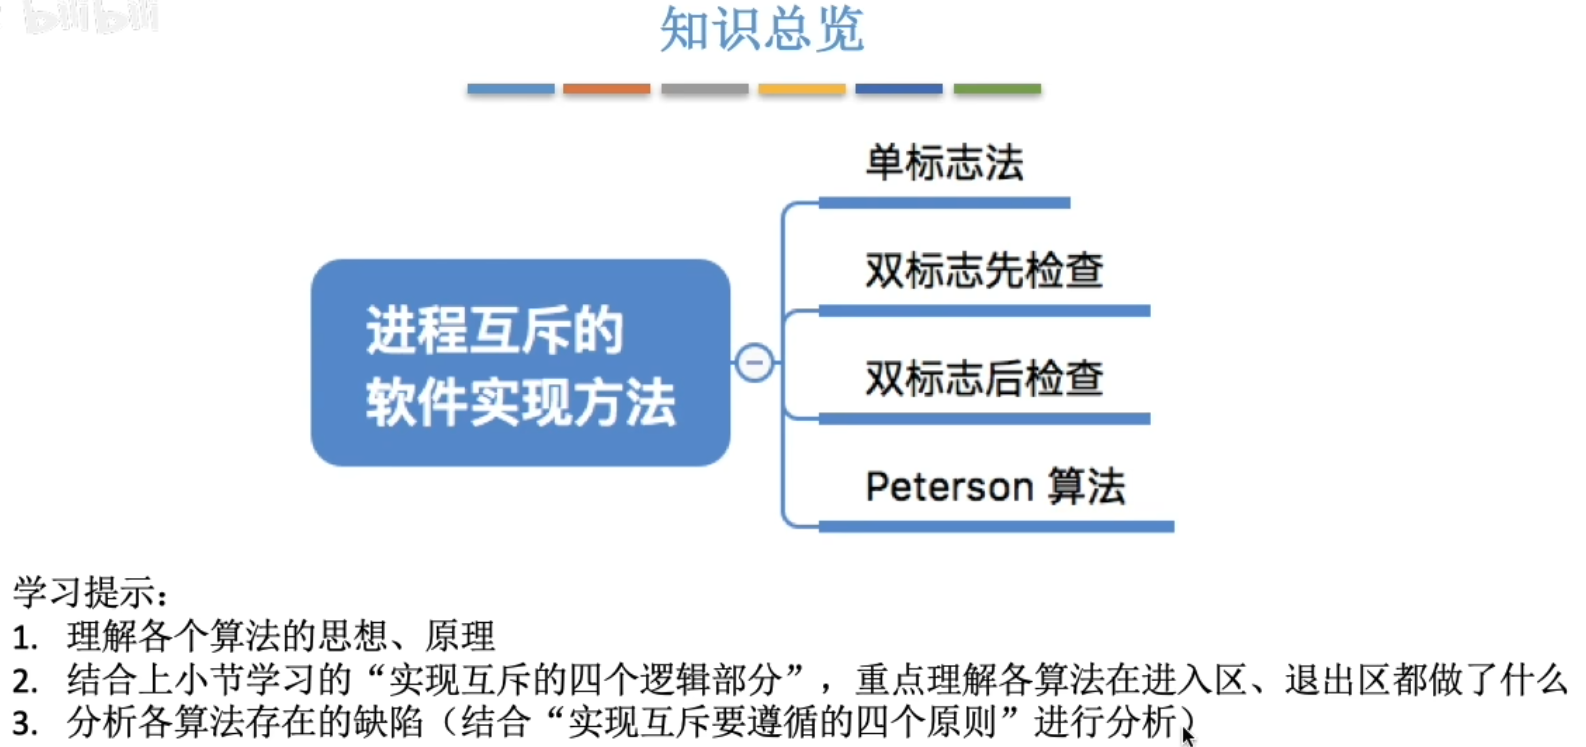 bilibili
知识总览
单标志法
双标志先检查
进程互斥的
软件实现方法
双标志后检查
Peterson 算法
学习提示：
1. 理解各个算法的思想、原理
2. 结合上小节学习的“实现互斥的四个逻辑部分”，重点理解各算法在进入区、退出区都做了什么
3. 分析各算法存在的缺陷（结合“实现互斥要遵循的四个原则”进行分析）